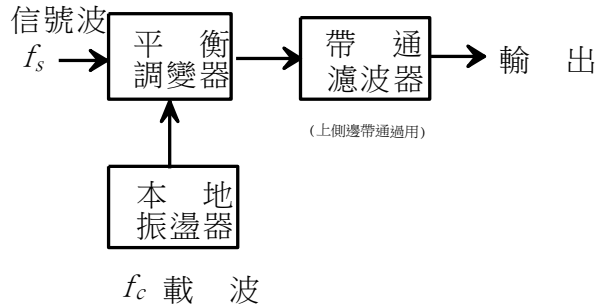 信號波
fs
平 衡
調變器
帶 通
濾波器
輸 出
(上側邊帶通過用)
本 地
振盪器
fc 載 波